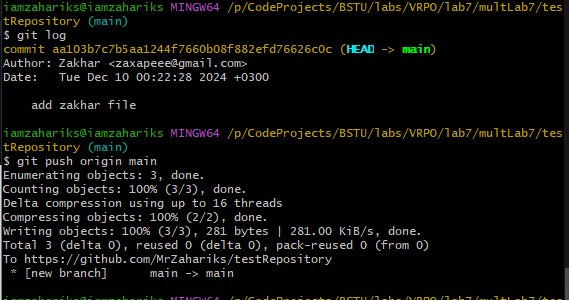 iamzahariks@iamzahariks MINGW64 /p/CodeProjects/BSTU/labs/VRPO/lab7/multLab7/tes
tRepository (main)
$ git log
commit aa103b7c7b5aa1244f7660b08f882efd76626c0c (HEAD -> main)
Author: Zakhar <zaxapeee@gmail.com>
Date:   Tue Dec 10 00:22:28 2024 +0300
    add zakhar file
iamzahariks@iamzahariks MINGW64 /p/CodeProjects/BSTU/labs/VRPO/lab7/multLab7/tes
tRepository (main)
$ git push origin main
Enumerating objects: 3, done.
Counting objects: 100% (3/3), done.
Delta compression using up to 16 threads
Compressing objects: 100% (2/2), done.
Writing objects: 100% (3/3), 281 bytes | 281.00 KiB/s, done.
Total 3 (delta 0), reused 0 (delta 0), pack-reused 0 (from 0)
To https://github.com/MrZahariks/testRepository
 * [new branch]      main -> main